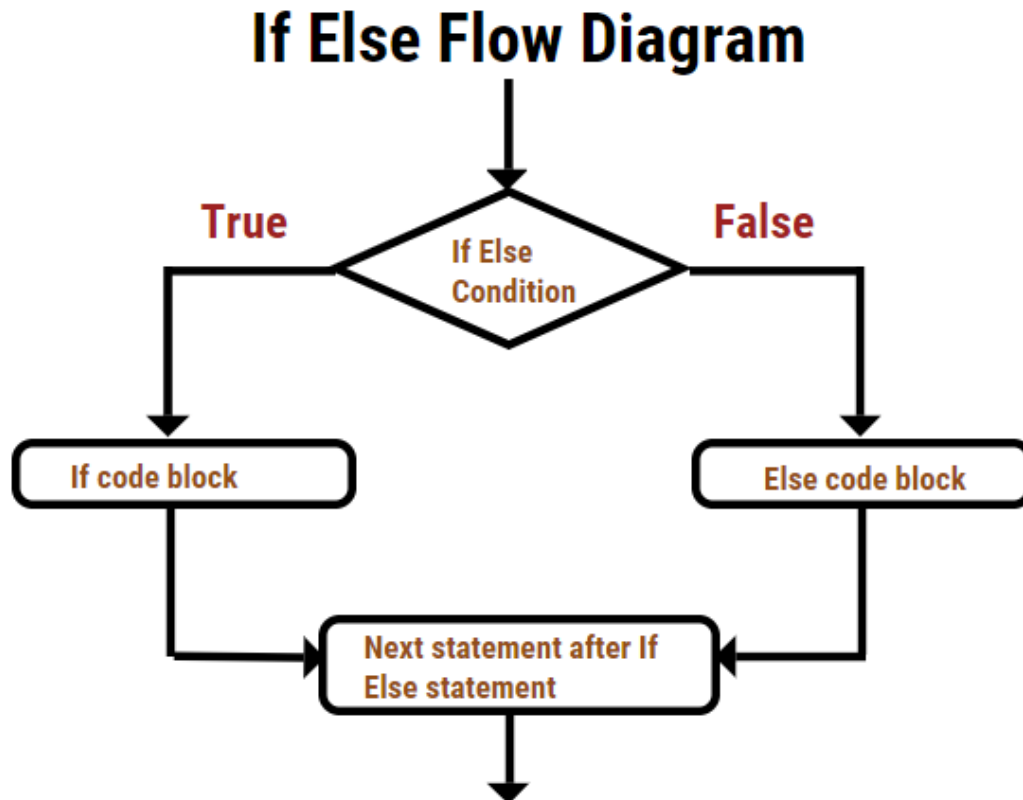 If Else Flow Diagram
True
False
If Else
Condition
If code block
Else code block
Next statement after If
Else statement